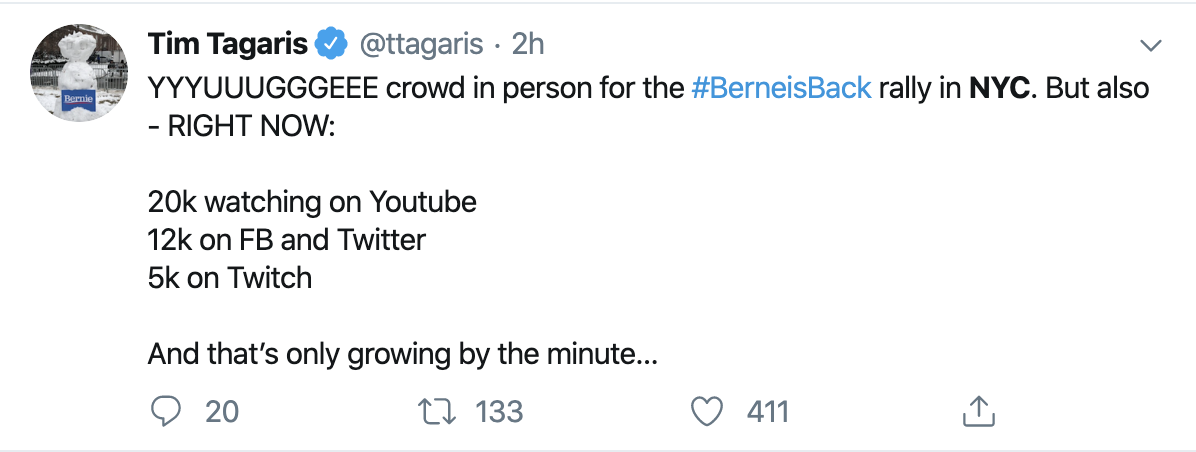 Tim Tagaris @ttagaris · 2h
YYYUUUGGGEEE crowd in person for the #BerneisBack rally in NYC. But also
- RIGHT NOW:
20k watching on Youtube
12k on FB and Twitter
5k on Twitch
And that's only growing by the minute...
20 133 411
Bernie